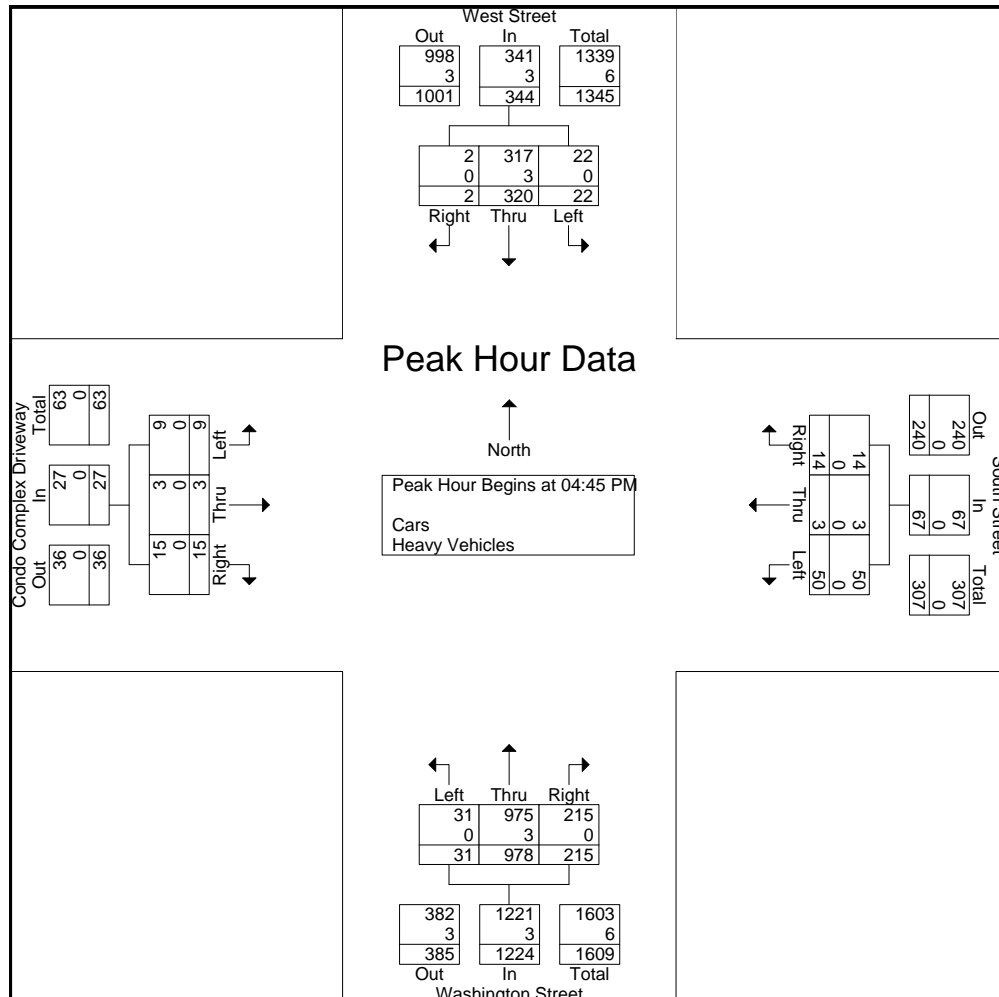 West Street
Out In Total
998 341 1339
3 3 6
1001 344 1345
2 317 22
0 3 0
2 320 22
Right Thru Left
Peak Hour Data
North
Peak Hour Begins at 04:45 PM
Cars
Heavy Vehicles
Condo Complex Driveway
Out In Total
36 27 63
0 0 0
36 27 63
15 3 9
0 0 0
15 3 9
Right Thru Left
South Street
Out In Total
240 67 307
0 0 0
240 67 307
14 3 50
0 0 0
14 3 50
Right Thru Left
Left Thru Right
31 975 215
0 3 0
31 978 215
382 1221 1603
3 3 6
385 1224 1609
Out In Total
Washington Street